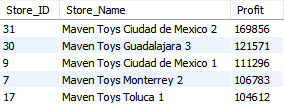 Store_ID Store_Name Profit
31 Maven Toys Ciudad de Mexico 2 169856
30 Maven Toys Guadalajara 3 121571
9 Maven Toys Ciudad de Mexico 1 111296
7 Maven Toys Monterrey 2 106783
17 Maven Toys Toluca 1 104612